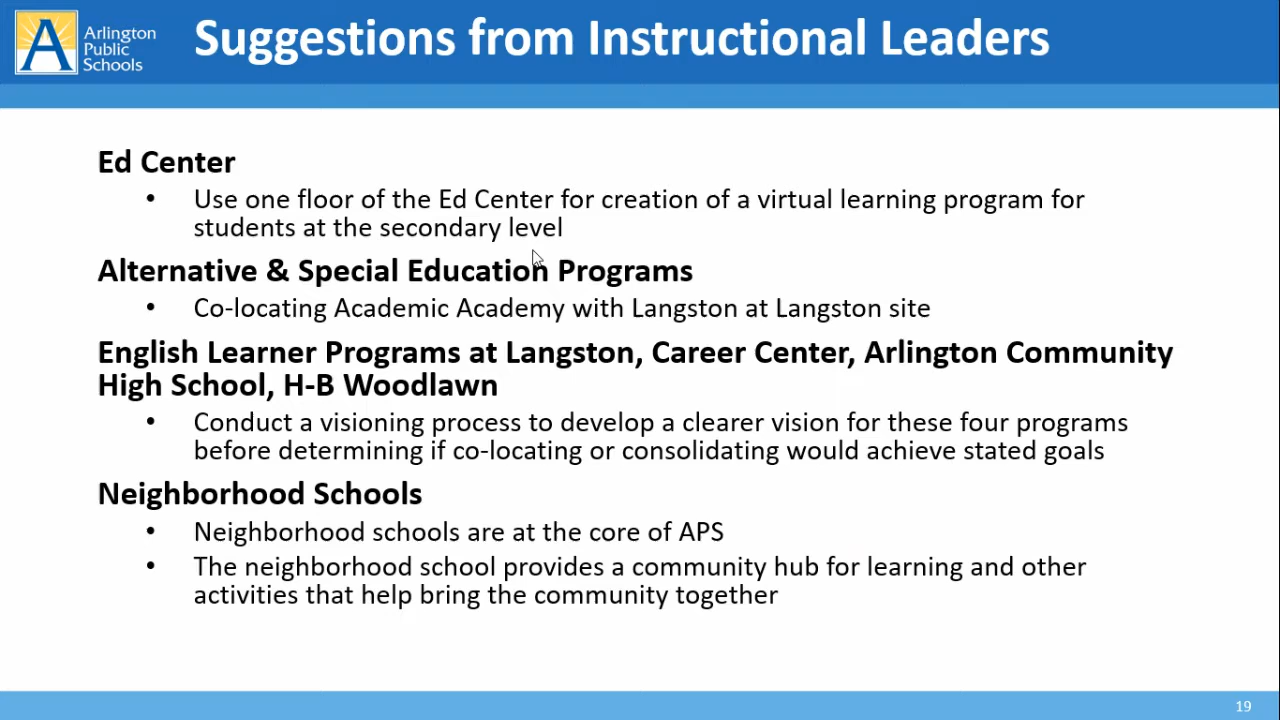 Arlington
Public
Schools
Suggestions from Instructional Leaders
Ed Center
• Use one floor of the Ed Center for creation of a virtual learning program for
students at the secondary level
Alternative & Special Education Programs
• Co-locating Academic Academy with Langston at Langston site
English Learner Programs at Langston, Career Center, Arlington Community
High School, H-B Woodlawn
• Conduct a visioning process to develop a clearer vision for these four programs
before determining if co-locating or consolidating would achieve stated goals
Neighborhood Schools
• Neighborhood schools are at the core of APS
• The neighborhood school provides a community hub for learning and other
activities that help bring the community together
19